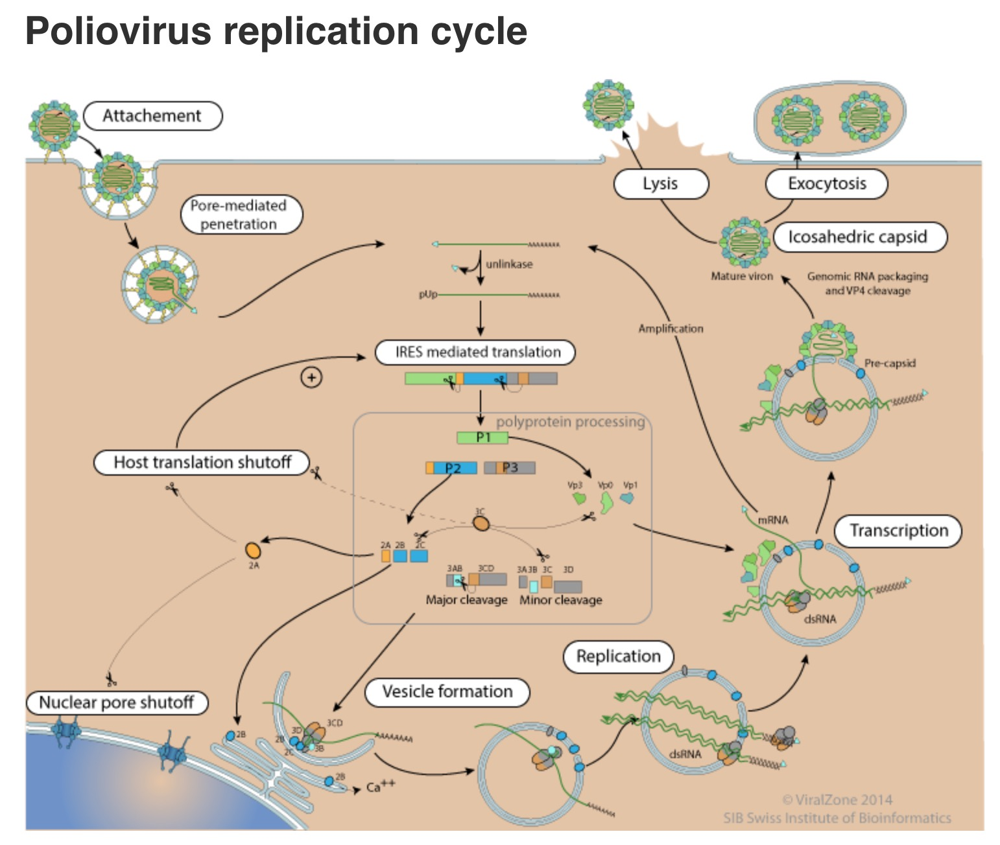 Poliovirus replication cycle
Attachement
Pore-mediated
penetration
Lysis
Exocytosis
Icosahedric capsid
Mature viron
Genomic RNA packaging
and VP4 cleavage
AAAAAAAA
unlinkase
pUp
AAAAAAAA
Amplification
IRES mediated translation
+
Pre-capsid
polyprotein processing
P1
P2
P3
Host translation shutoff
Vp3
Vp0
Vp1
3C
mRNA
Transcription
2A
2B
2C
2A
3AB
3CD
3A
3B
3C
3D
Major cleavage
Minor cleavage
dsRNA
Replication
Vesicle formation
Nuclear pore shutoff
3CD
3D
2B
2B
2C
3B
AAAAAAAA
dsRNA
2B
Ca++
AAAAAAA
© ViralZone 2014
SIB Swiss Institute of Bioinformatics